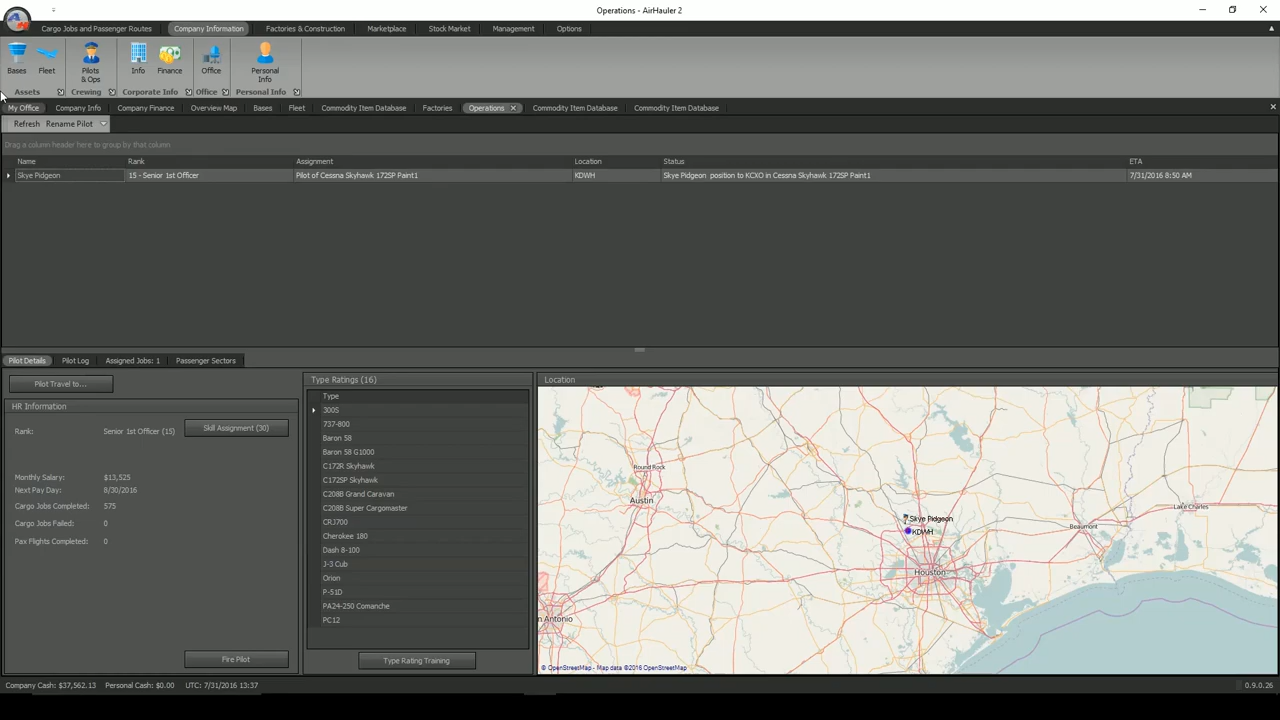 Operations - AirHauler 2
Cargo Jobs and Passenger Routes Company Information Factories & Construction Marketplace Stock Market Management Options
Bases Fleet Pilots & Ops Info Finance Office Personal Info
Assets Crewing Corporate Info Office Personal Info
My Office Company Info Company Finance Overview Map Bases Fleet Commodity Item Database Factories Operations Commodity Item Database Commodity Item Database
Refresh Rename Pilot
Drag a column header here to group by that column
Name Rank Assignment Location Status ETA
Skye Pidgeon 15 - Senior 1st Officer Pilot of Cessna Skyhawk 172SP Paint1 KDWH Skye Pidgeon position to KCXO in Cessna Skyhawk 172SP Paint1 7/31/2016 8:50 AM
Pilot Details Pilot Log Assigned Jobs: 1 Passenger Sectors
Pilot Travel to...
HR Information
Rank: Senior 1st Officer (15) Skill Assignment (30)
Monthly Salary: $13,525
Next Pay Day: 8/30/2016
Cargo Jobs Completed: 575
Cargo Jobs Failed: 0
Pax Flights Completed: 0
Fire Pilot
Type Ratings (16)
Type
300S
737-800
Baron 58
Baron 58 G1000
C172R Skyhawk
C172SP Skyhawk
C208B Grand Caravan
C208B Super Cargomaster
CRJ700
Cherokee 180
Dash 8-100
J-3 Cub
Orion
P-51D
PA24-250 Comanche
PC12
Type Rating Training
Location
Round Rock
Austin
Skye Pidgeon
KDWH
Houston
Beaumont
Lake Charles
an Antonio
© OpenStreetMap - Map data ©2016 OpenStreetMap
Company Cash: $37,562.13 Personal Cash: $0.00 UTC: 7/31/2016 13:37 0.9.0.26